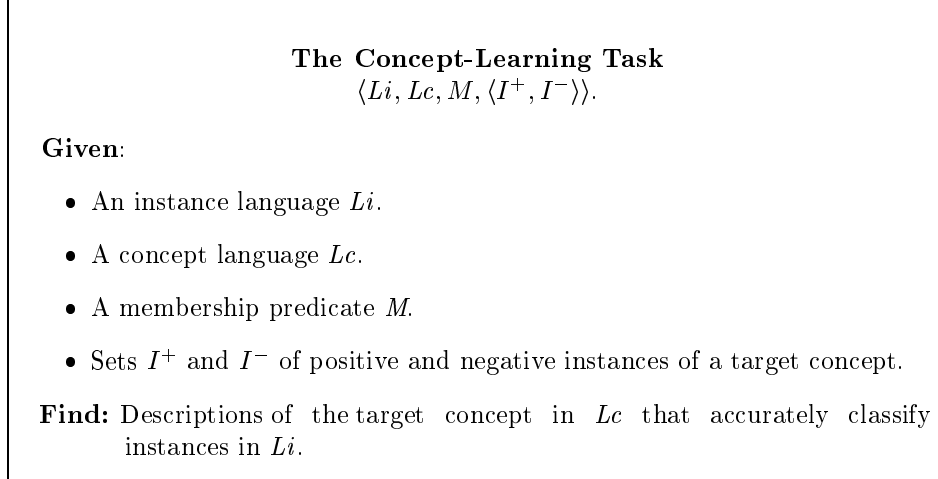 The Concept-Learning Task
⟨Li, Lc, M, ⟨I⁺, I⁻⟩⟩.
Given:
• An instance language Li.
• A concept language Lc.
• A membership predicate M.
• Sets I⁺ and I⁻ of positive and negative instances of a target concept.
Find: Descriptions of the target concept in Lc that accurately classify
instances in Li.